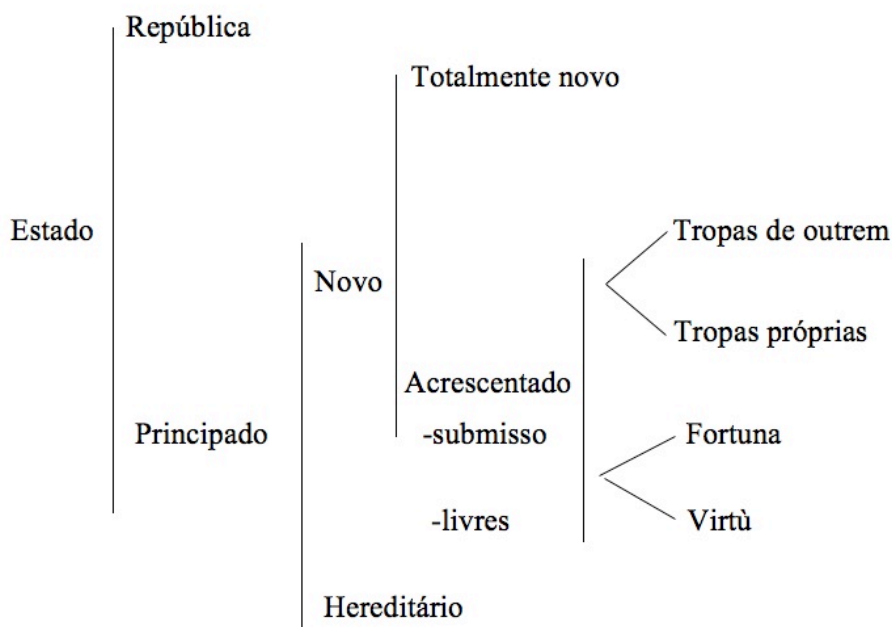 República
Totalmente novo
Estado
Tropas de outrem
Novo
Tropas próprias
Acrescentado
Principado
-submisso
Fortuna
-livres
Virtù
Hereditário